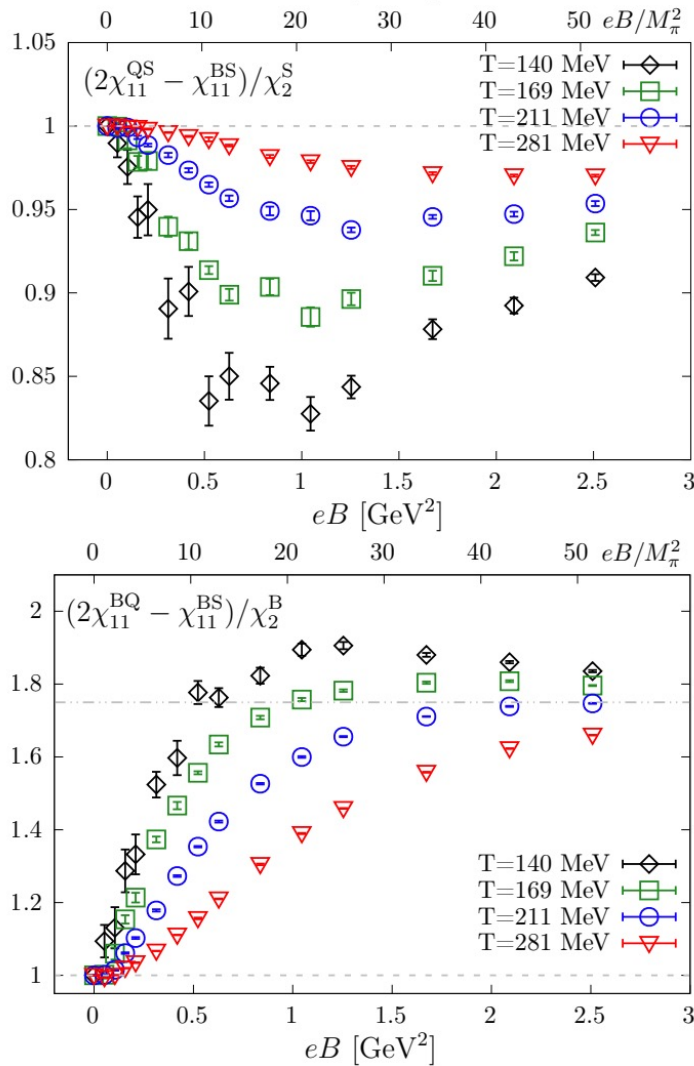 0 10 20 30 40 50 eB/M_π^2
1.05
(2χ_11^QS − χ_11^BS)/χ_2^S
T=140 MeV
T=169 MeV
T=211 MeV
T=281 MeV
1
0.95
0.9
0.85
0.8
0 0.5 1 1.5 2 2.5 3
eB [GeV^2]
0 10 20 30 40 50 eB/M_π^2
2
(2χ_11^BQ − χ_11^BS)/χ_2^B
1.8
1.6
1.4
T=140 MeV
T=169 MeV
1.2
T=211 MeV
T=281 MeV
1
0 0.5 1 1.5 2 2.5 3
eB [GeV^2]